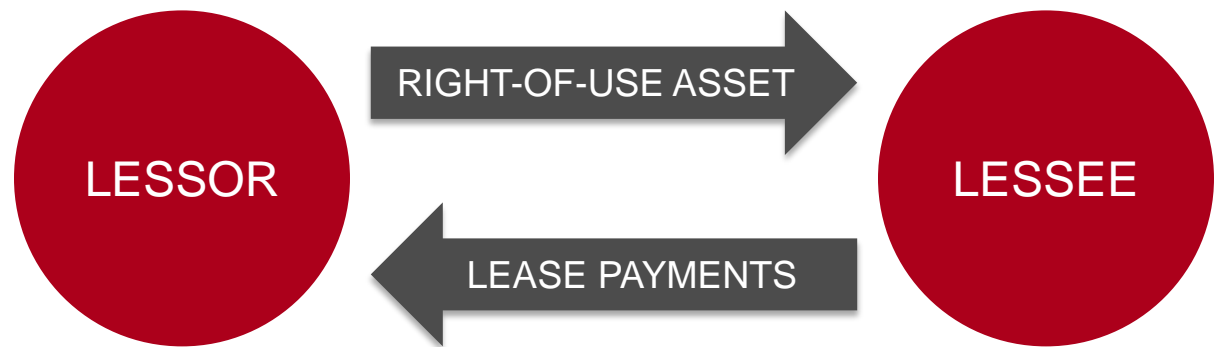 RIGHT-OF-USE ASSET
LESSOR
LESSEE
LEASE PAYMENTS